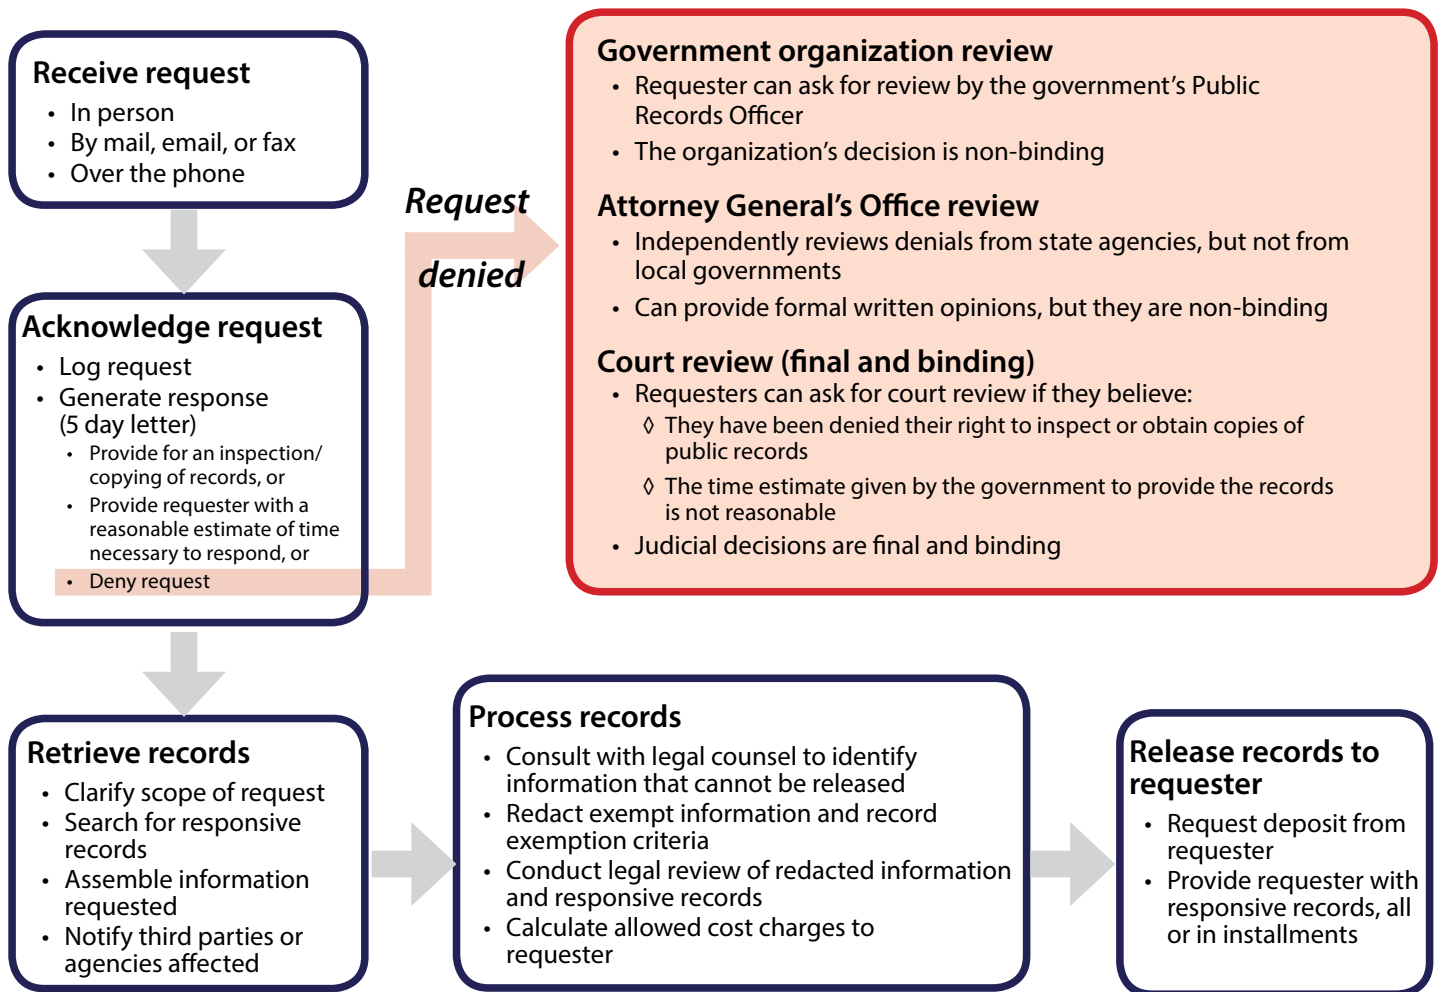 Receive request
• In person
• By mail, email, or fax
• Over the phone
Acknowledge request
• Log request
• Generate response
(5 day letter)
• Provide for an inspection/
copying of records, or
• Provide requester with a
reasonable estimate of time
necessary to respond, or
• Deny request
Request
denied
Government organization review
• Requester can ask for review by the government’s Public
Records Officer
• The organization’s decision is non-binding
Attorney General’s Office review
• Independently reviews denials from state agencies, but not from
local governments
• Can provide formal written opinions, but they are non-binding
Court review (final and binding)
• Requesters can ask for court review if they believe:
◊ They have been denied their right to inspect or obtain copies of
public records
◊ The time estimate given by the government to provide the records
is not reasonable
• Judicial decisions are final and binding
Retrieve records
• Clarify scope of request
• Search for responsive
records
• Assemble information
requested
• Notify third parties or
agencies affected
Process records
• Consult with legal counsel to identify
information that cannot be released
• Redact exempt information and record
exemption criteria
• Conduct legal review of redacted information
and responsive records
• Calculate allowed cost charges to
requester
Release records to
requester
• Request deposit from
requester
• Provide requester with
responsive records, all
or in installments